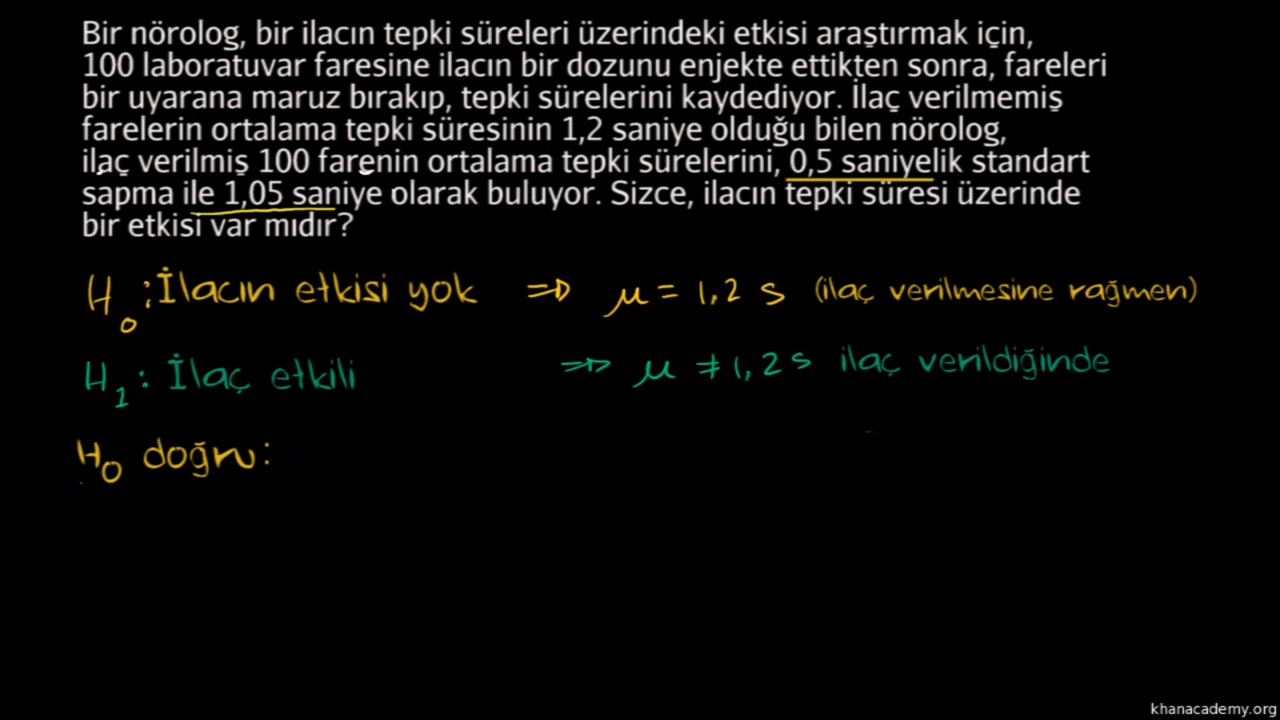 Bir nörolog, bir ilacın tepki süreleri üzerindeki etkisi araştırmak için,
100 laboratuvar faresine ilacın bir dozunu enjekte ettikten sonra, fareleri
bir uyarana maruz bırakıp, tepki sürelerini kaydediyor. İlaç verilmemiş
farelerin ortalama tepki süresinin 1,2 saniye olduğu bilen nörolog,
ilaç verilmiş 100 farenin ortalama tepki sürelerini, 0,5 saniyelik standart
sapma ile 1,05 saniye olarak buluyor. Sizce, ilacın tepki süresi üzerinde
bir etkisi var mıdır?
H₀: İlacın etkisi yok ⇒ μ = 1,2 s (ilaç verilmesine rağmen)
H₁: İlaç etkili ⇒ μ ≠ 1,2 s ilaç verildiğinde
H₀ doğru:
khanacademy.org